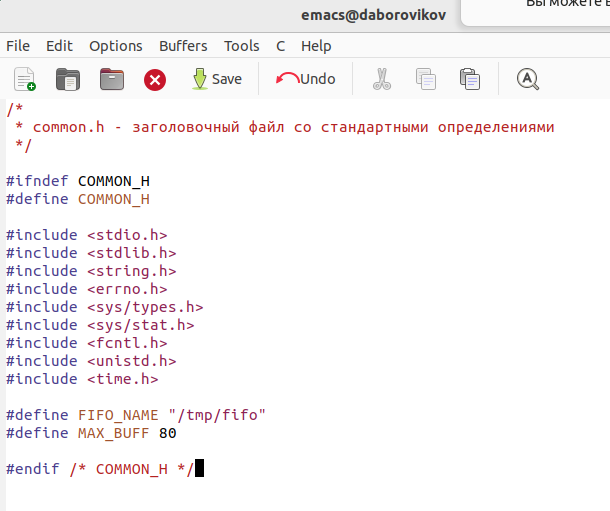 emacs@daborovikov
Вы можете
File Edit Options Buffers Tools C Help
Save Undo
/*
 * common.h - заголовочный файл со стандартными определениями
 */
#ifndef COMMON_H
#define COMMON_H
#include <stdio.h>
#include <stdlib.h>
#include <string.h>
#include <errno.h>
#include <sys/types.h>
#include <sys/stat.h>
#include <fcntl.h>
#include <unistd.h>
#include <time.h>
#define FIFO_NAME "/tmp/fifo"
#define MAX_BUFF 80
#endif /* COMMON_H */